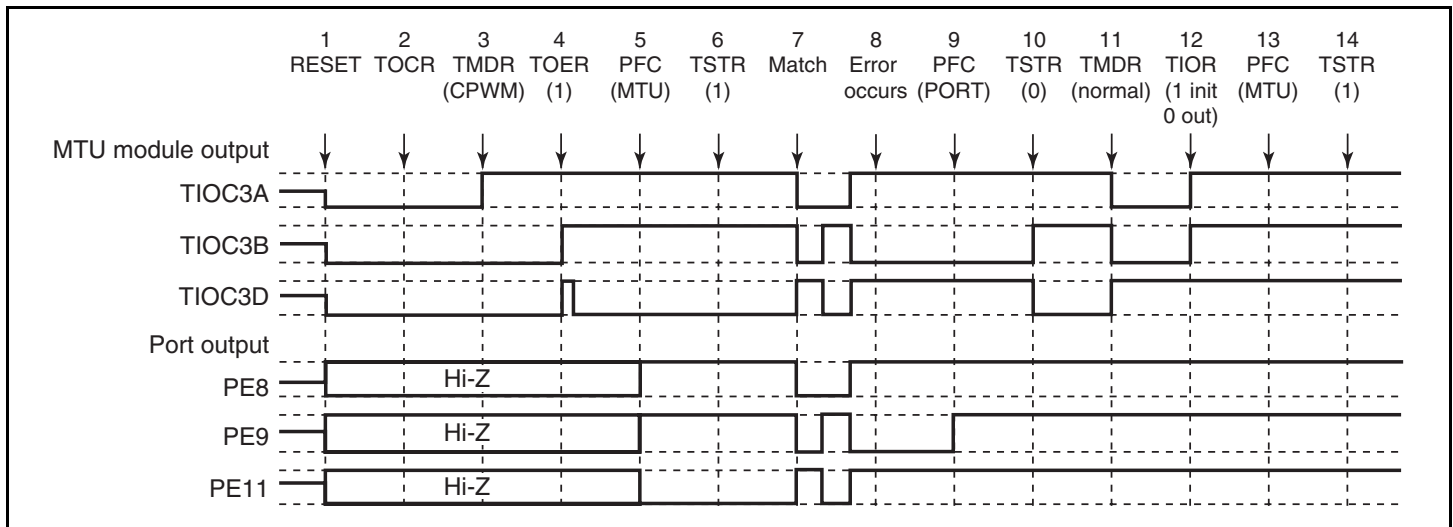 1 2 3 4 5 6 7 8 9 10 11 12 13 14
RESET TOCR TMDR TOER PFC TSTR Match Error PFC TSTR TMDR TIOR PFC TSTR
(CPWM) (1) (MTU) (1) occurs (PORT) (0) (normal) (1 init (MTU) (1)
0 out)
MTU module output
TIOC3A
TIOC3B
TIOC3D
Port output
PE8 Hi-Z
PE9 Hi-Z
PE11 Hi-Z